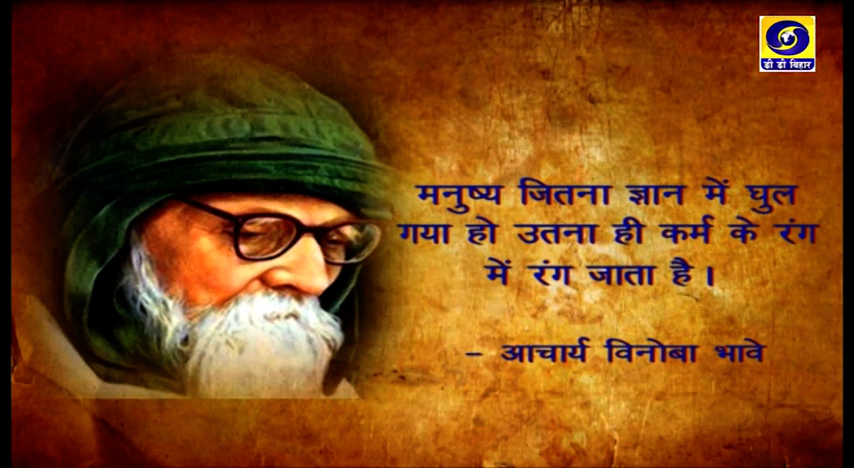 डी डी बिहार
मनुष्य जितना ज्ञान में घुल
गया हो उतना ही कर्म के रंग
में रंग जाता है।
– आचार्य विनोबा भावे